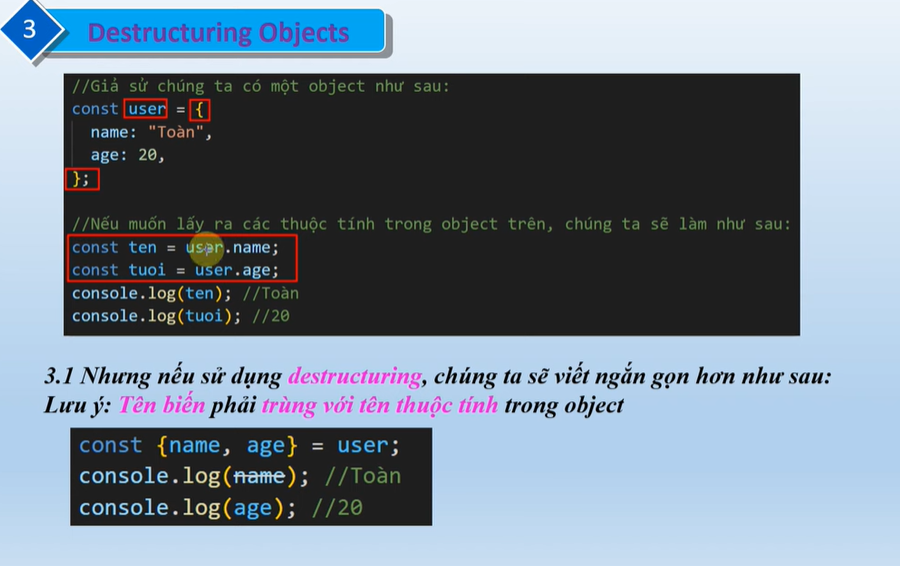 3
Destructuring Objects
//Giả sử chúng ta có một object như sau:
const user = {
name: "Toàn",
age: 20,
};
//Nếu muốn lấy ra các thuộc tính trong object trên, chúng ta sẽ làm như sau:
const ten = user.name;
const tuoi = user.age;
console.log(ten); //Toàn
console.log(tuoi); //20
3.1 Nhưng nếu sử dụng destructuring, chúng ta sẽ viết ngắn gọn hơn như sau:
Lưu ý: Tên biến phải trùng với tên thuộc tính trong object
const {name, age} = user;
console.log(name); //Toàn
console.log(age); //20